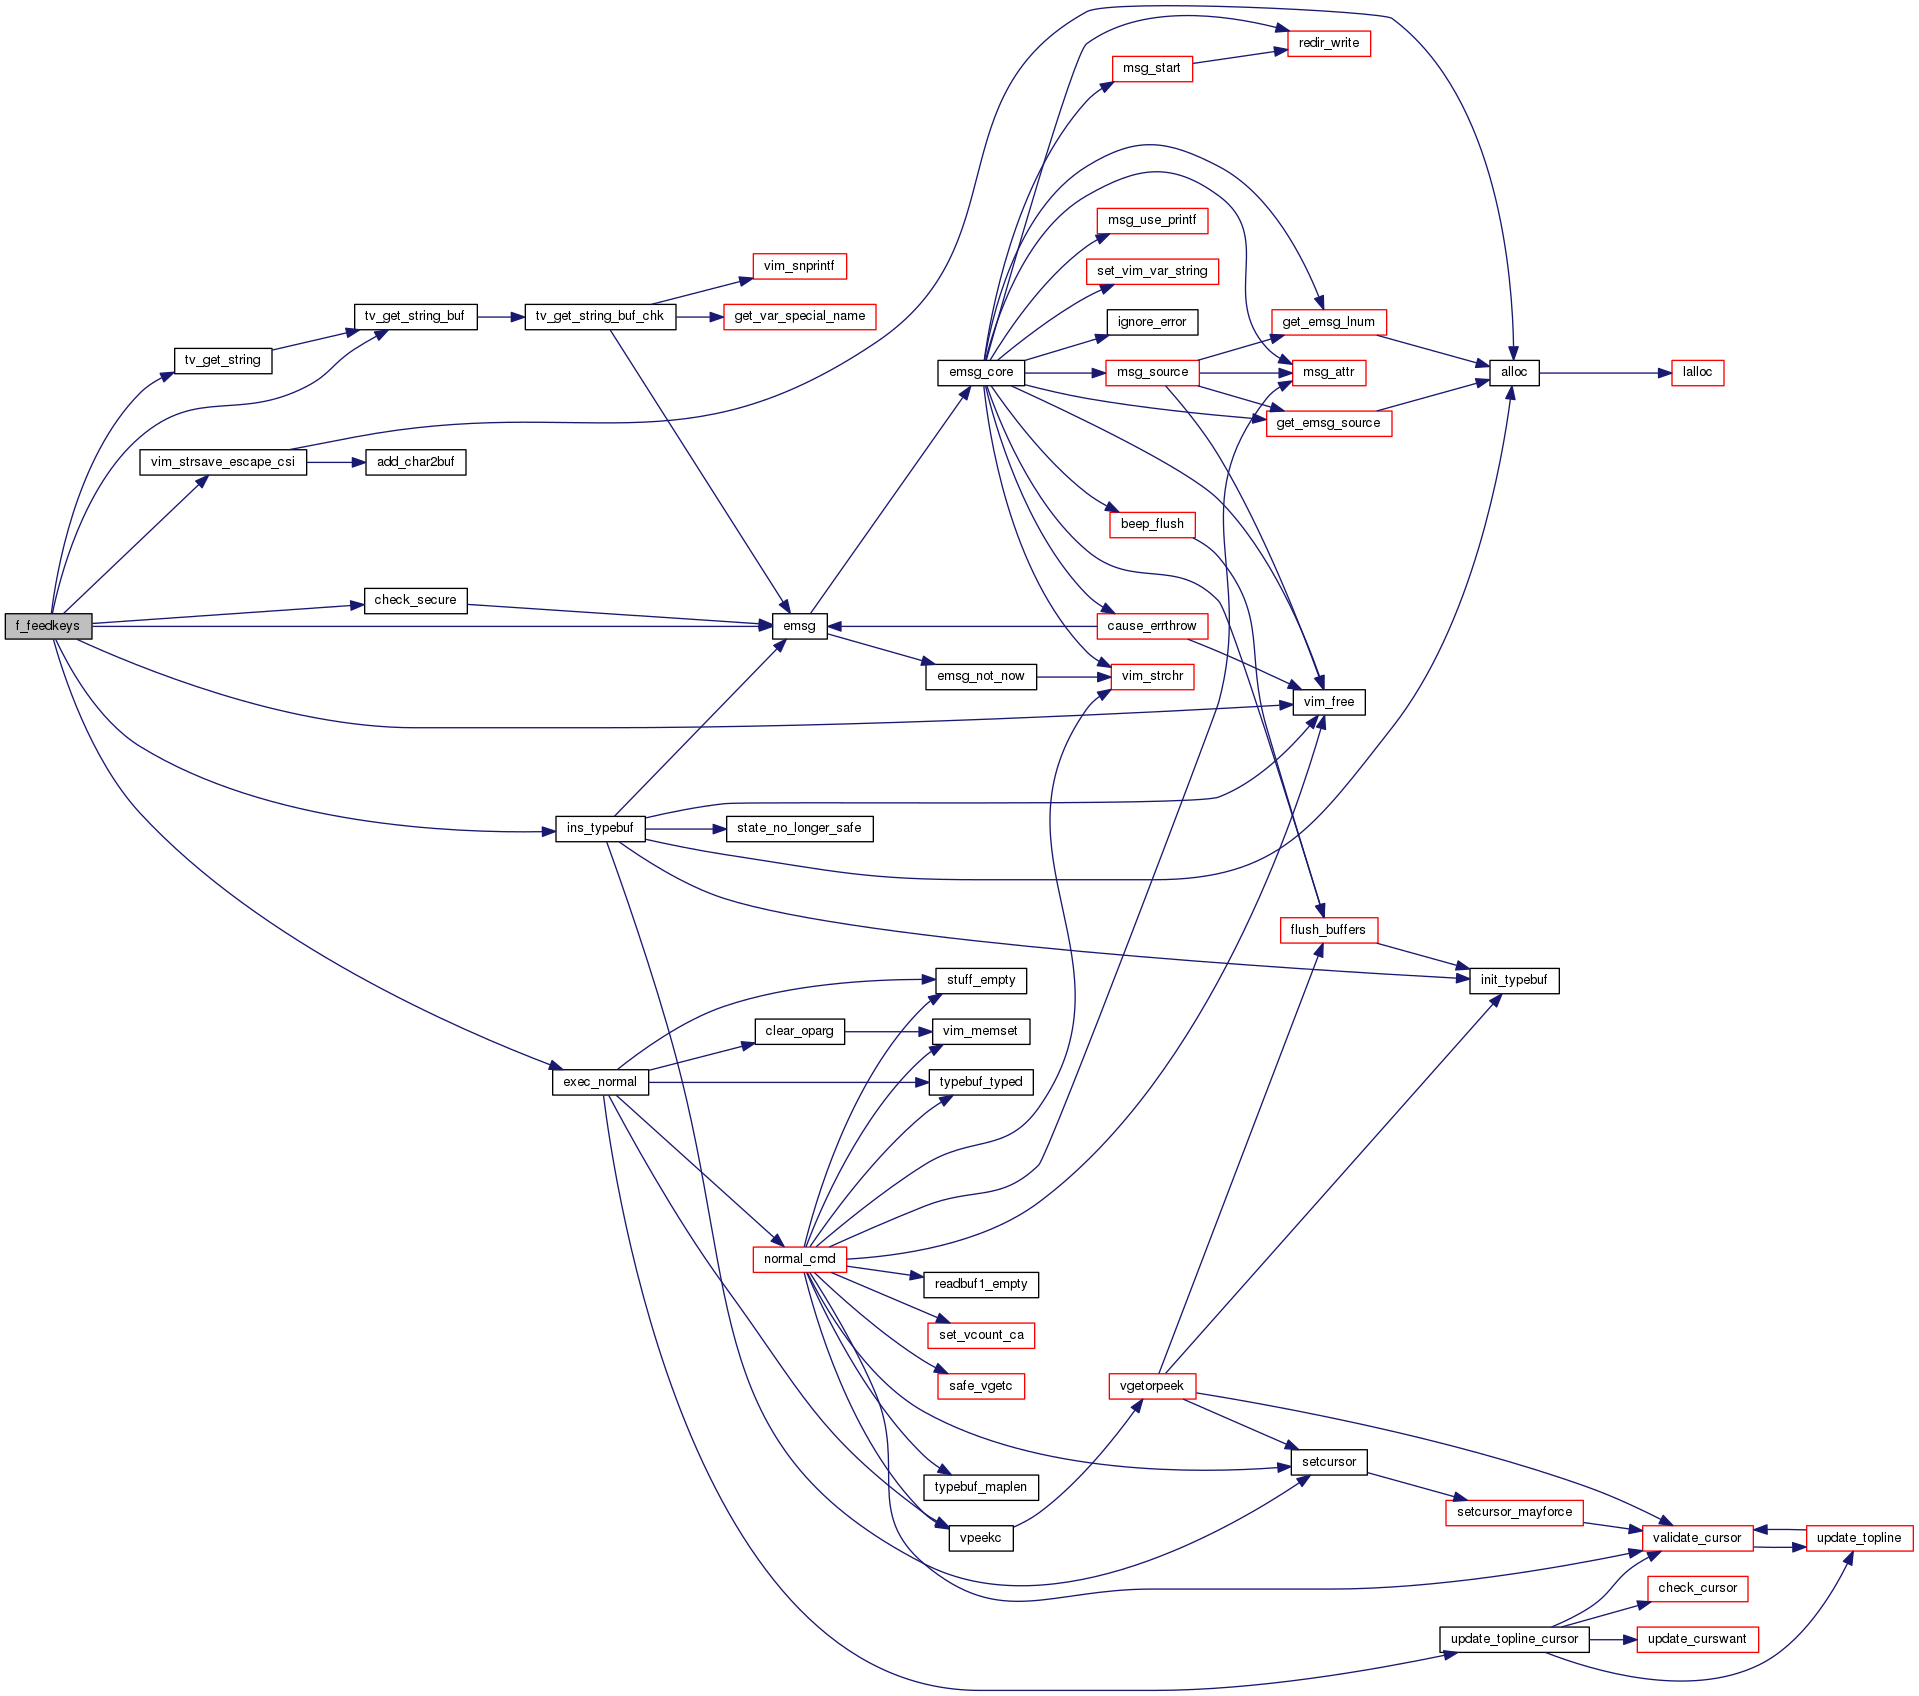 redir_write
msg_start
msg_use_printf
vim_snprintf
set_vim_var_string
tv_get_string_buf
tv_get_string_buf_chk
get_var_special_name
ignore_error
get_emsg_lnum
tv_get_string
emsg_core
msg_source
msg_attr
alloc
lalloc
get_emsg_source
vim_strsave_escape_csi
add_char2buf
beep_flush
check_secure
f_feedkeys
emsg
cause_errthrow
emsg_not_now
vim_strchr
vim_free
ins_typebuf
state_no_longer_safe
flush_buffers
stuff_empty
init_typebuf
clear_oparg
vim_memset
exec_normal
typebuf_typed
normal_cmd
readbuf1_empty
set_vcount_ca
safe_vgetc
vgetorpeek
setcursor
typebuf_maplen
setcursor_mayforce
vpeekc
validate_cursor
update_topline
check_cursor
update_topline_cursor
update_curswant